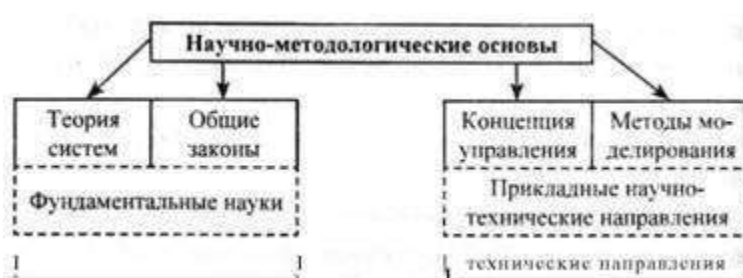 Научно-методологические основы
Теория
систем
Общие
законы
Концепция
управления
Методы мо-
делирования
Фундаментальные науки
Прикладные научно-
технические направления
технические направления